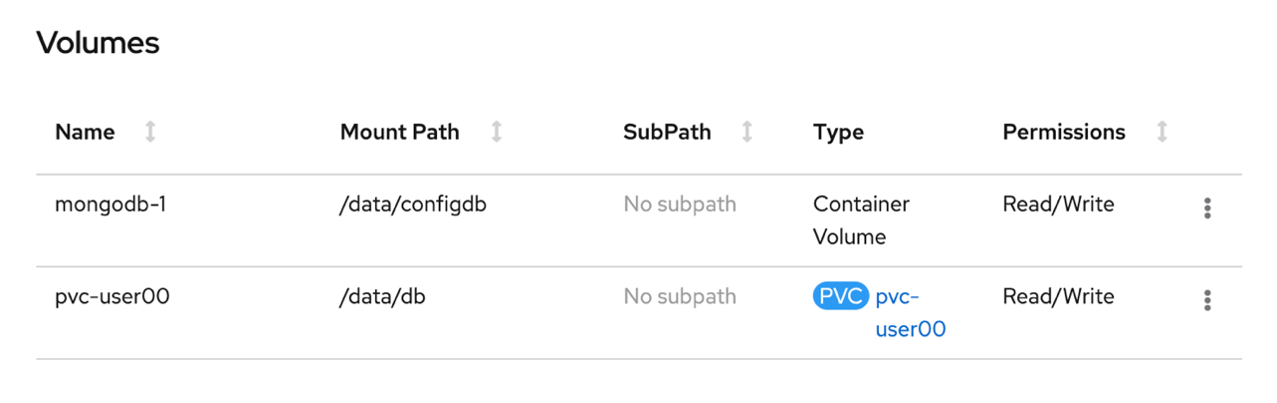 Volumes
Name Mount Path SubPath Type Permissions
mongodb-1 /data/configdb No subpath Container Read/Write
Volume
pvc-user00 /data/db No subpath PVC pvc- Read/Write
user00